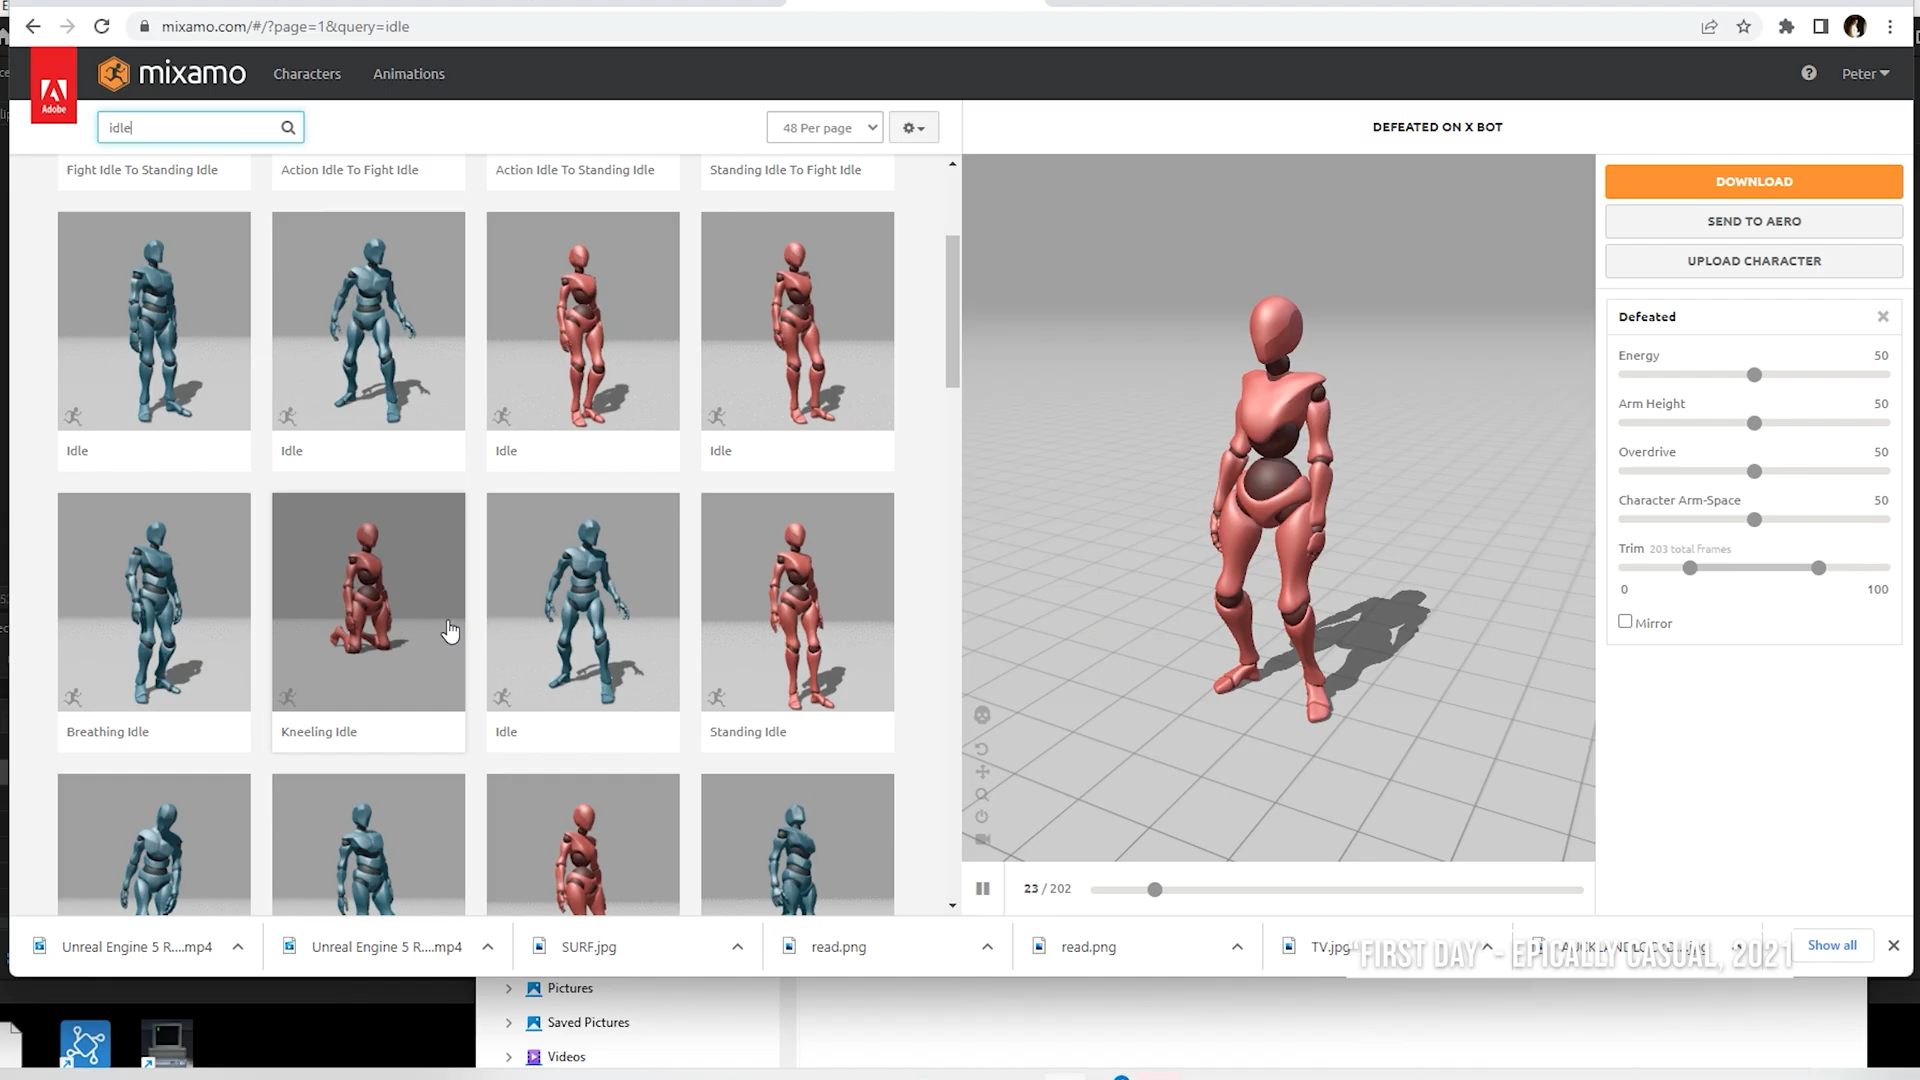 mixamo.com/#/?page=1&query=idle
Adobe
mixamo
Characters
Animations
Peter
idle
48 Per page
DEFEATED ON X BOT
Fight Idle To Standing Idle
Action Idle To Fight Idle
Action Idle To Standing Idle
Standing Idle To Fight Idle
DOWNLOAD
SEND TO AERO
UPLOAD CHARACTER
Defeated
Energy 50
Arm Height 50
Overdrive 50
Character Arm-Space 50
Trim 203 total frames
0 100
Mirror
Idle
Idle
Idle
Idle
Breathing Idle
Kneeling Idle
Idle
Standing Idle
23 / 202
Unreal Engine 5 R....mp4
Unreal Engine 5 R....mp4
SURF.jpg
read.png
read.png
TV.jpg
Show all
"FIRST DAY" - EPICALLY CASUAL, 2021
Pictures
Saved Pictures
Videos